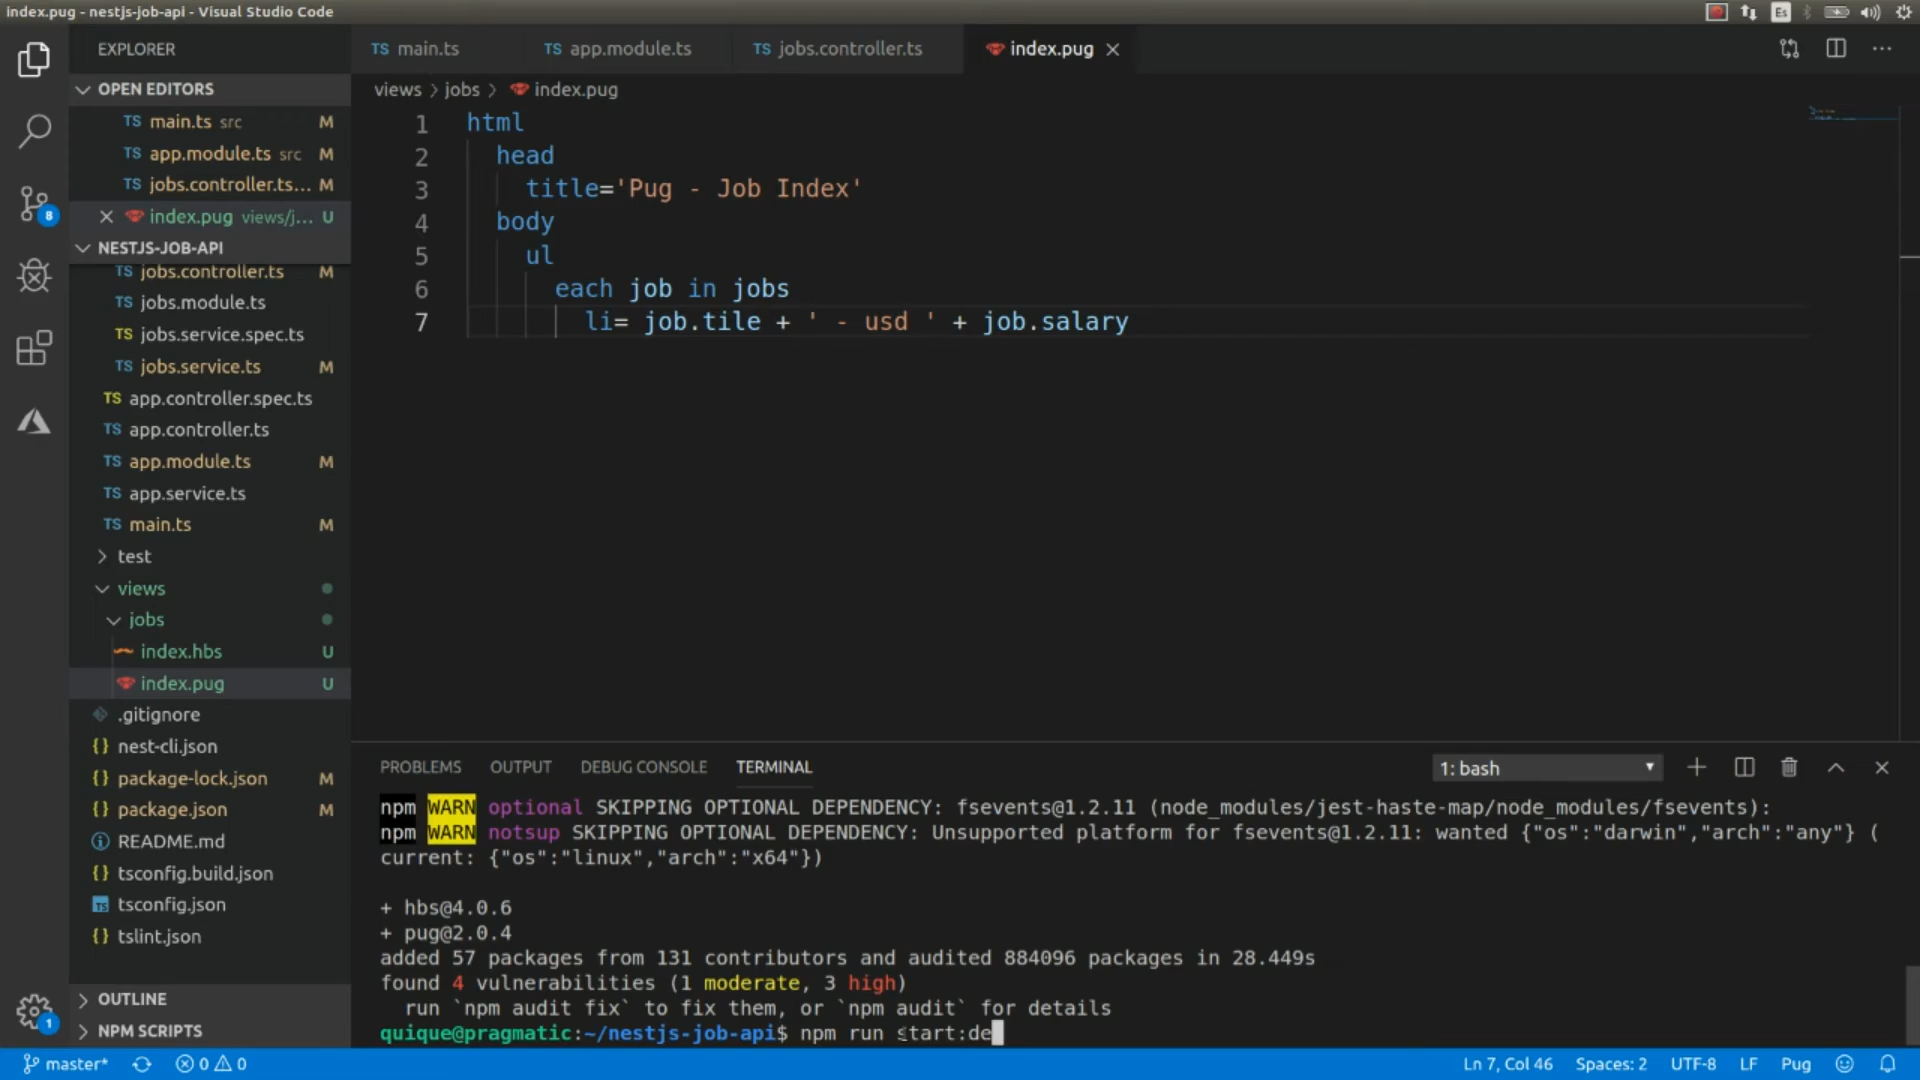 index.pug - nestjs-job-api - Visual Studio Code
Es
EXPLORER
TS main.ts
TS app.module.ts
TS jobs.controller.ts
index.pug
OPEN EDITORS
views > jobs > index.pug
TS main.ts src M
TS app.module.ts src M
TS jobs.controller.ts... M
index.pug views/j... U
8
NESTJS-JOB-API
TS jobs.controller.ts M
TS jobs.module.ts
TS jobs.service.spec.ts
TS jobs.service.ts M
TS app.controller.spec.ts
TS app.controller.ts
TS app.module.ts M
TS app.service.ts
TS main.ts M
test
views
jobs
index.hbs U
index.pug U
.gitignore
{} nest-cli.json
{} package-lock.json M
{} package.json M
README.md
{} tsconfig.build.json
TS tsconfig.json
{} tslint.json
OUTLINE
NPM SCRIPTS
1
1 html
2 head
3 title='Pug - Job Index'
4 body
5 ul
6 each job in jobs
7 li= job.tile + ' - usd ' + job.salary
PROBLEMS OUTPUT DEBUG CONSOLE TERMINAL
1: bash
npm WARN optional SKIPPING OPTIONAL DEPENDENCY: fsevents@1.2.11 (node_modules/jest-haste-map/node_modules/fsevents):
npm WARN notsup SKIPPING OPTIONAL DEPENDENCY: Unsupported platform for fsevents@1.2.11: wanted {"os":"darwin","arch":"any"} (
current: {"os":"linux","arch":"x64"})
+ hbs@4.0.6
+ pug@2.0.4
added 57 packages from 131 contributors and audited 884096 packages in 28.449s
found 4 vulnerabilities (1 moderate, 3 high)
run `npm audit fix` to fix them, or `npm audit` for details
quique@pragmatic:~/nestjs-job-api$ npm run start:de
master* 0 0
Ln 7, Col 46 Spaces: 2 UTF-8 LF Pug